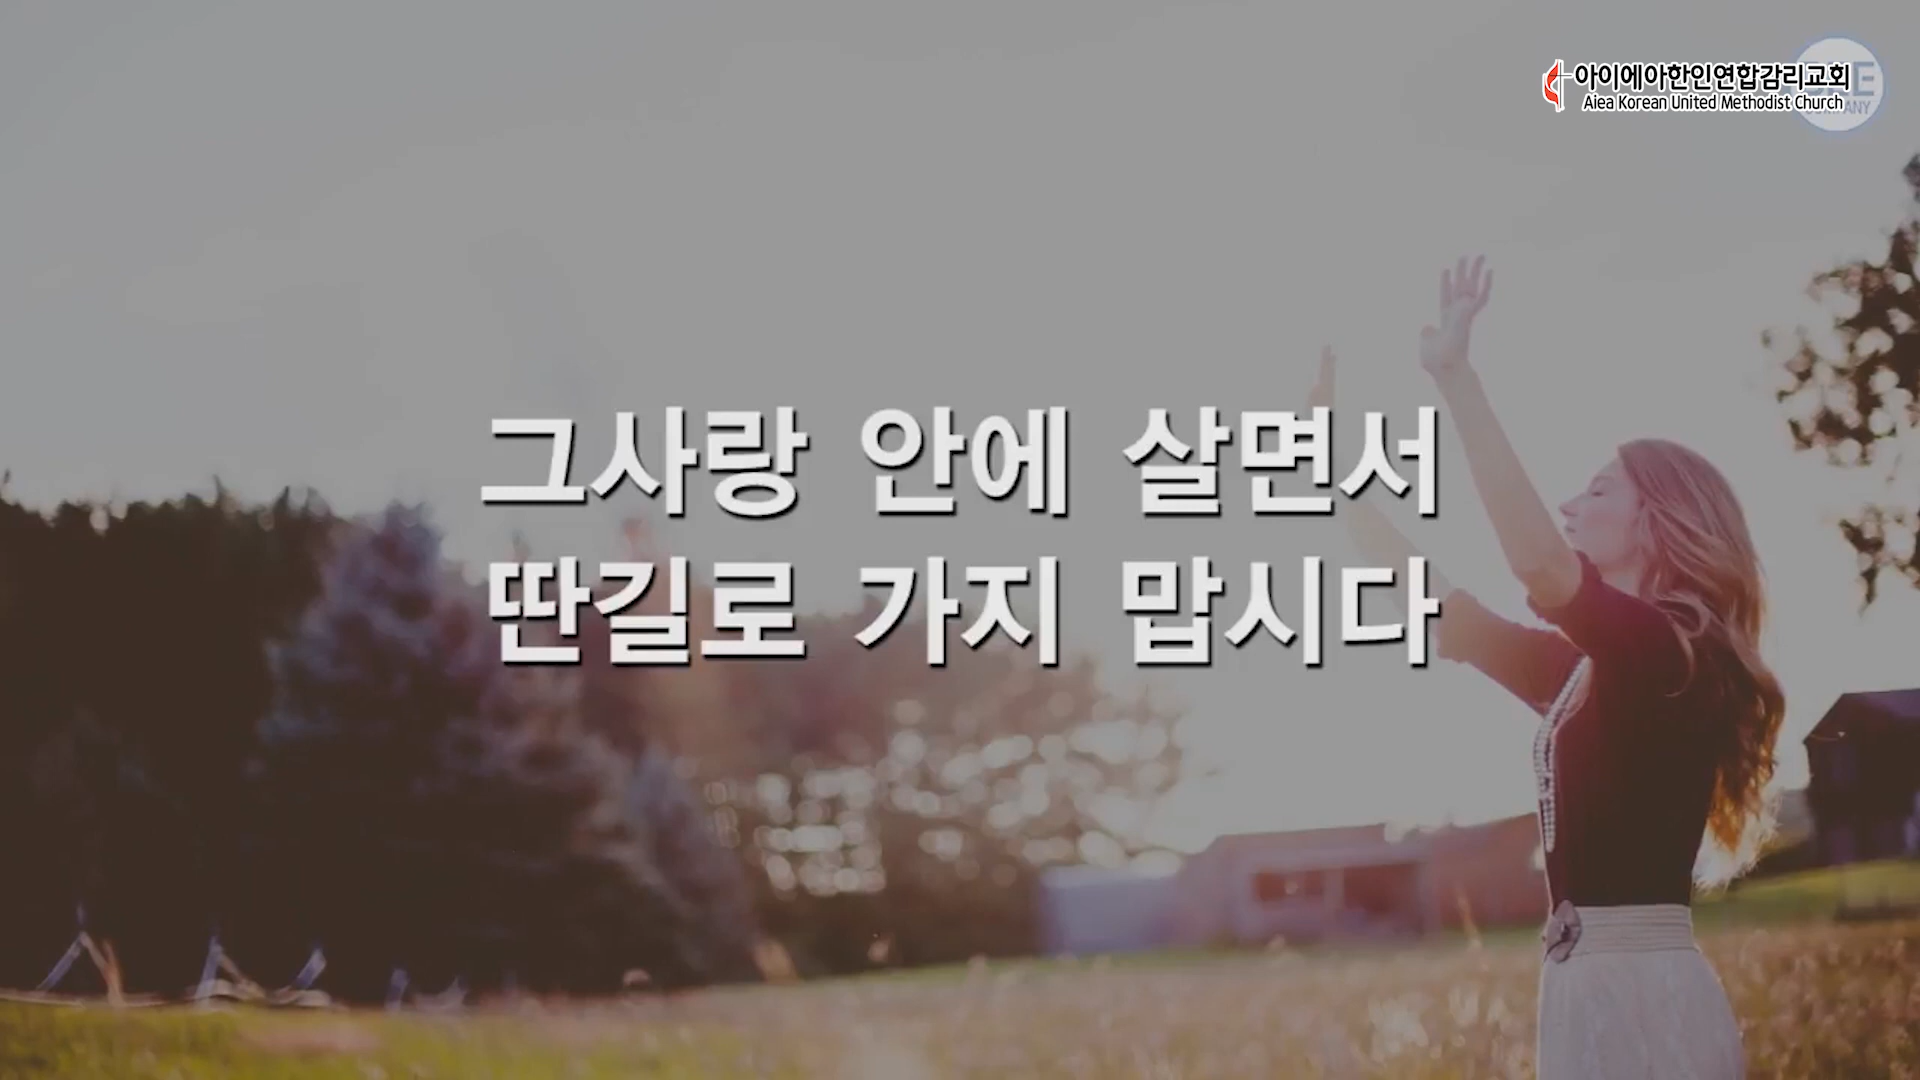 아이에아한인연합감리교회
Aiea Korean United Methodist Church
그사랑 안에 살면서
딴길로 가지 맙시다